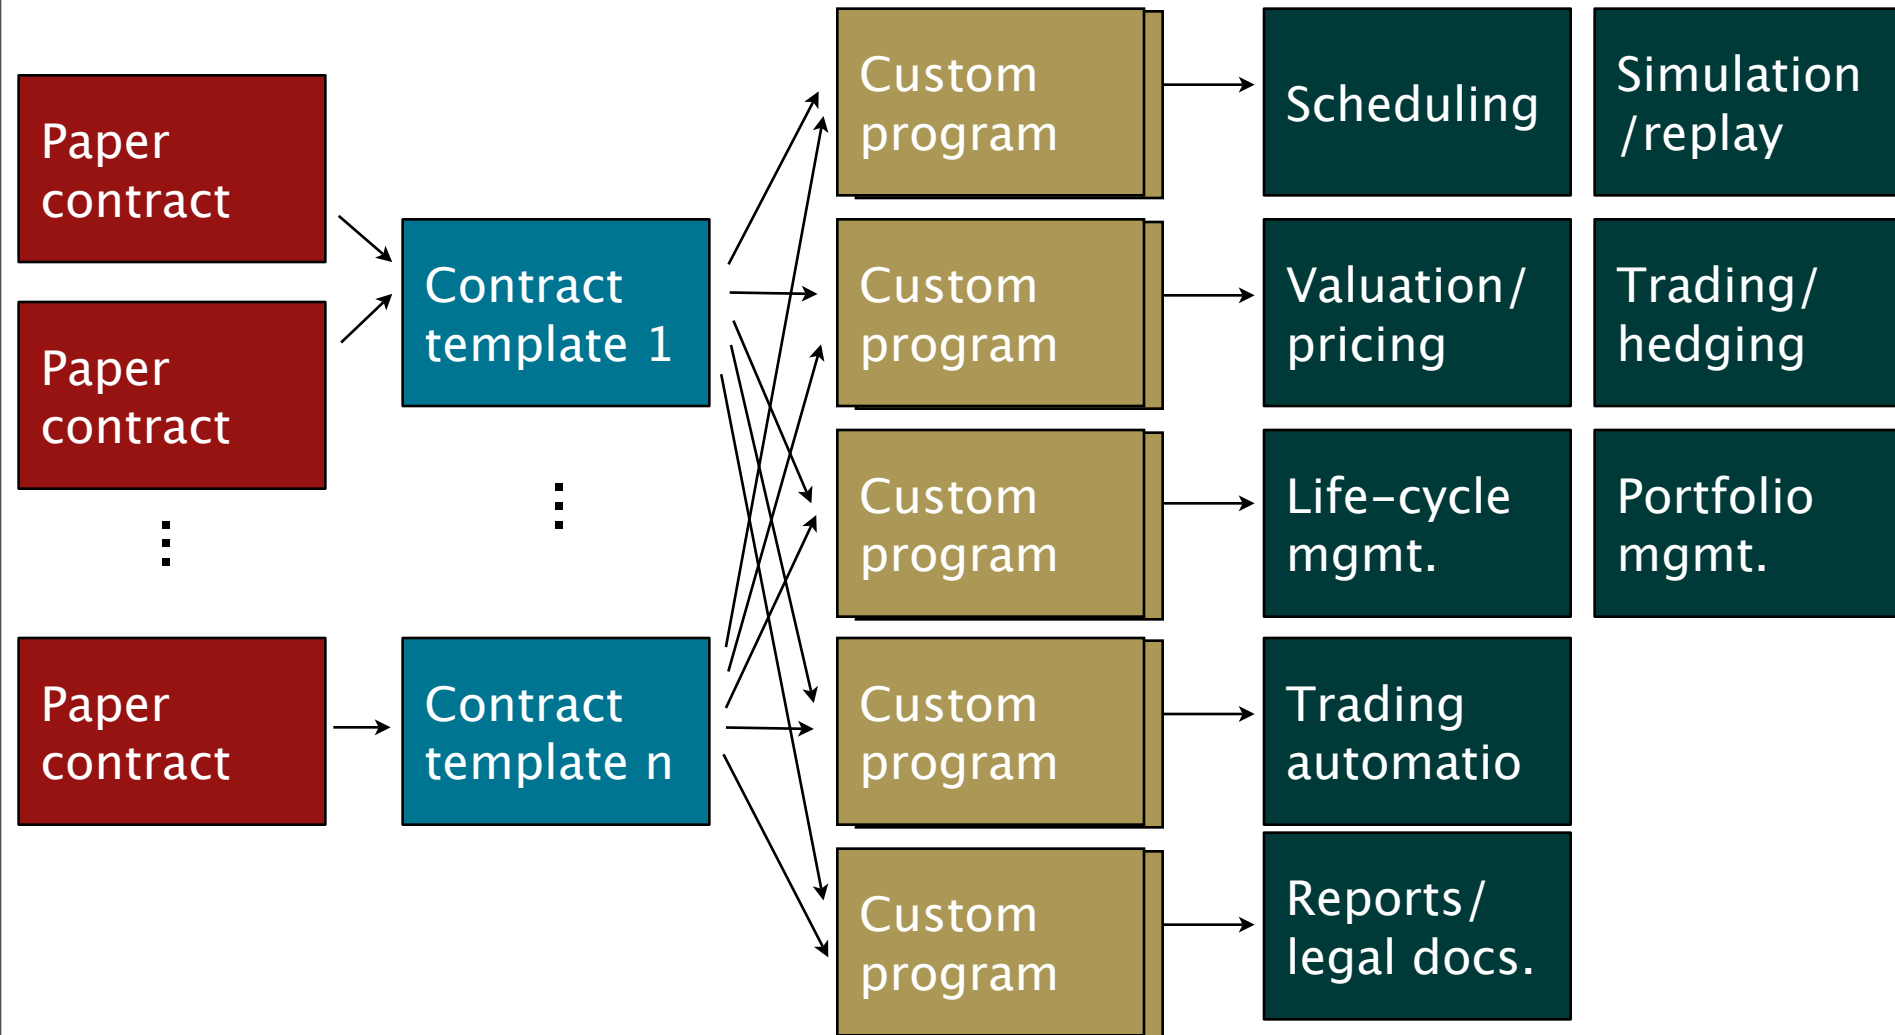 Paper
contract
Paper
contract
Paper
contract
Contract
template 1
Contract
template n
Custom
program
Custom
program
Custom
program
Custom
program
Custom
program
Scheduling
Simulation
/replay
Valuation/
pricing
Trading/
hedging
Life-cycle
mgmt.
Portfolio
mgmt.
Trading
automatio
Reports/
legal docs.